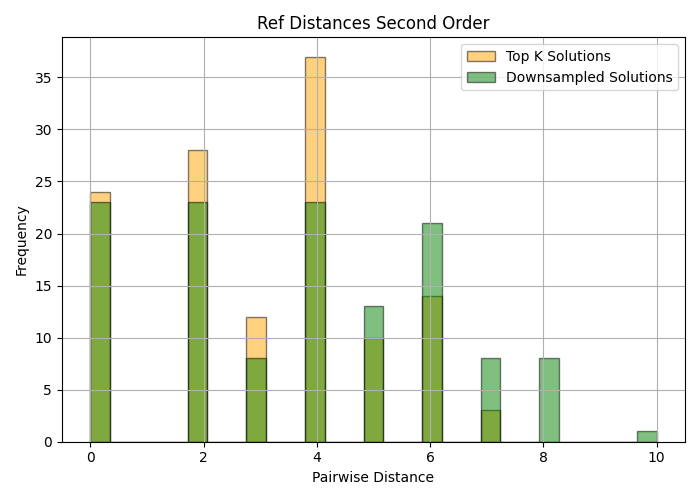 Ref Distances Second Order
Top K Solutions
Downsampled Solutions
Frequency
35
30
25
20
15
10
5
0
0 2 4 6 8 10
Pairwise Distance